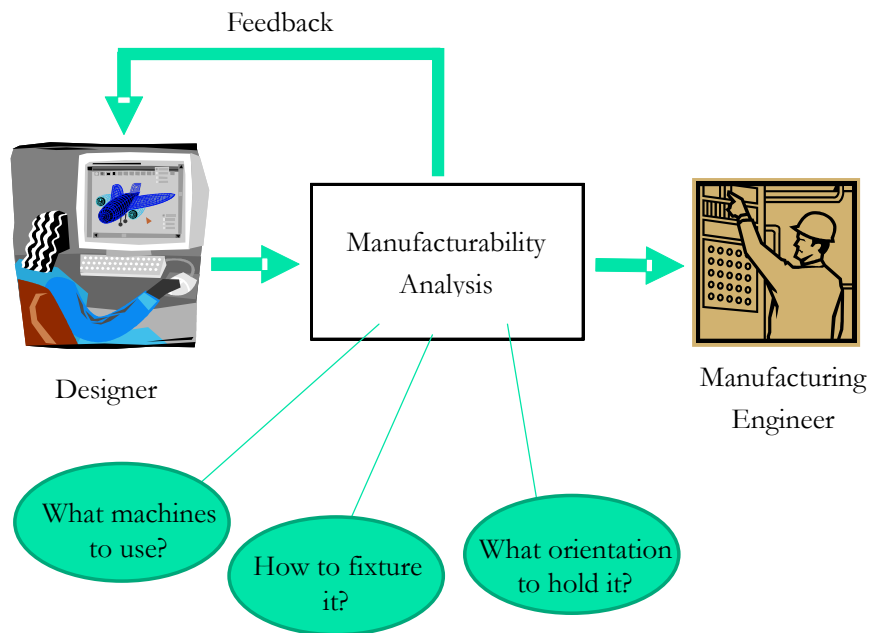 Feedback
Manufacturability
Analysis
Designer
Manufacturing
Engineer
What machines
to use?
How to fixture
it?
What orientation
to hold it?